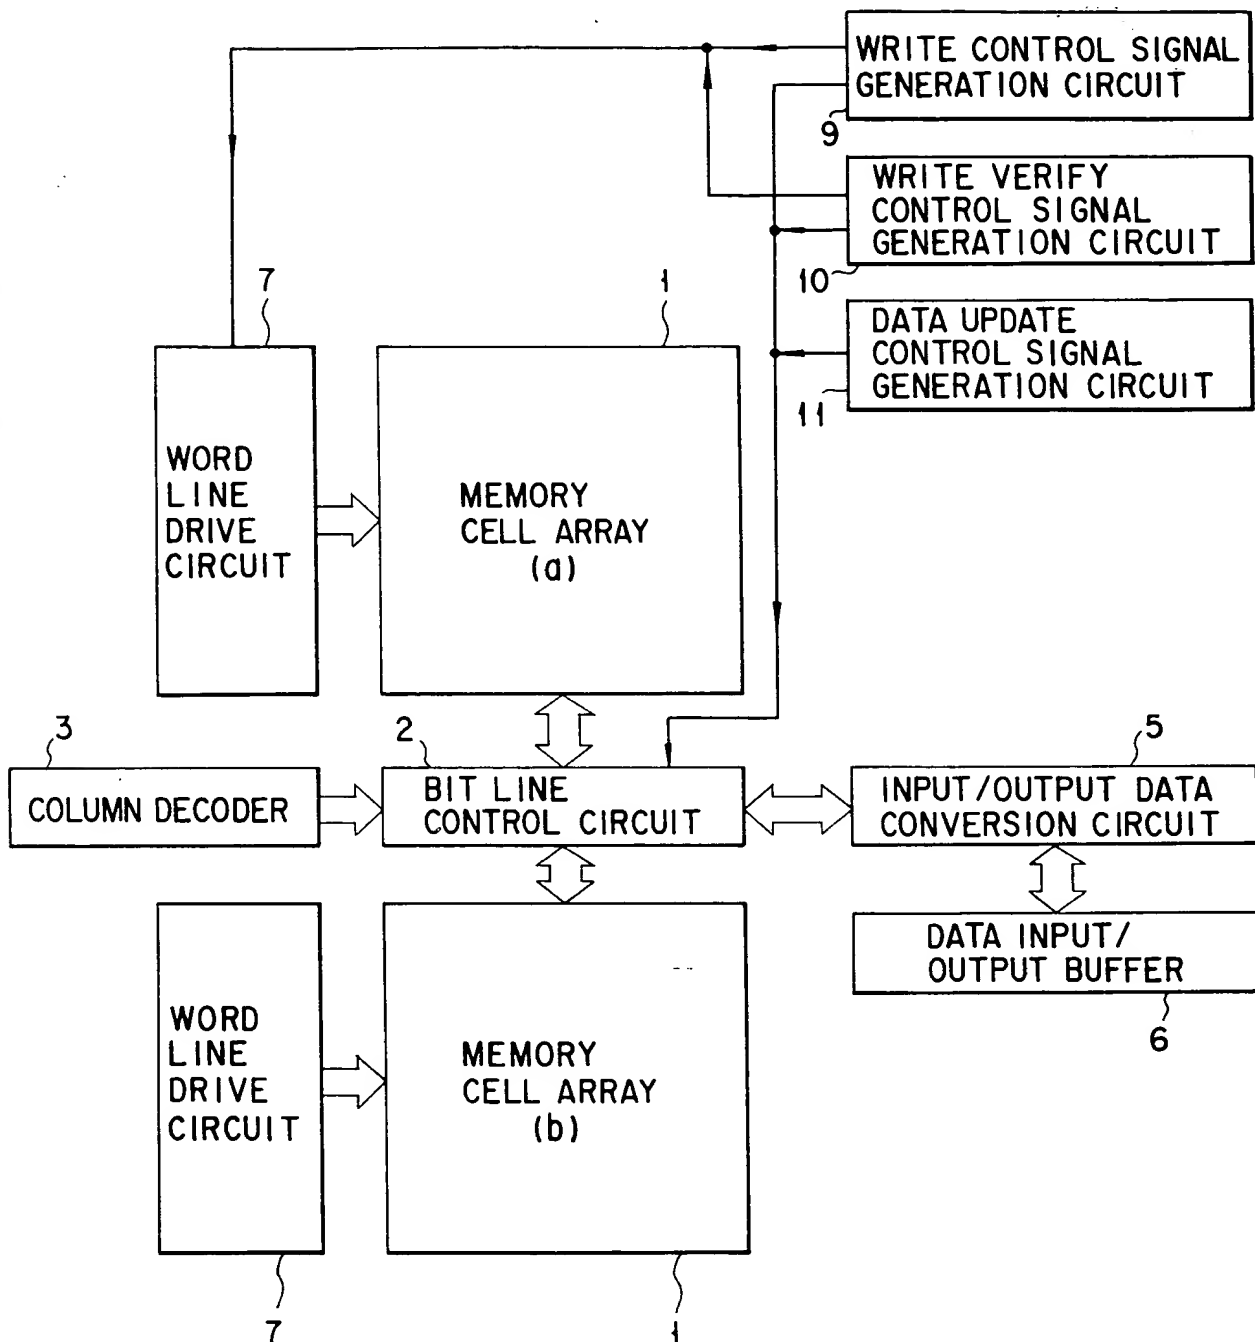 WRITE CONTROL SIGNAL
GENERATION CIRCUIT
9
WRITE VERIFY
CONTROL SIGNAL
GENERATION CIRCUIT
10
DATA UPDATE
CONTROL SIGNAL
GENERATION CIRCUIT
11
7
1
WORD
LINE
DRIVE
CIRCUIT
MEMORY
CELL ARRAY
(a)
3
2
5
COLUMN DECODER
BIT LINE
CONTROL CIRCUIT
INPUT/OUTPUT DATA
CONVERSION CIRCUIT
DATA INPUT/
OUTPUT BUFFER
6
WORD
LINE
DRIVE
CIRCUIT
MEMORY
CELL ARRAY
(b)
7
1